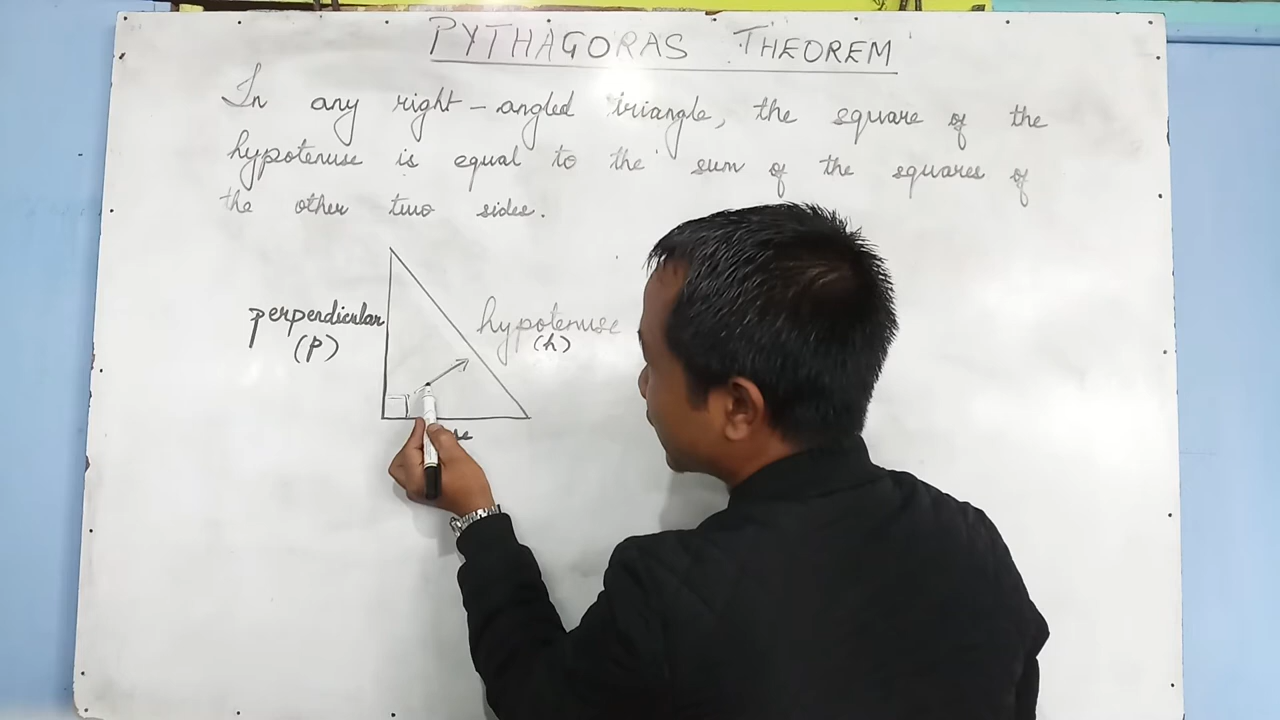 PYTHAGORAS THEOREM
In any right-angled triangle, the square of the
hypotenuse is equal to the sum of the squares of
the other two sides.
perpendicular
(p)
hypotenuse
(h)